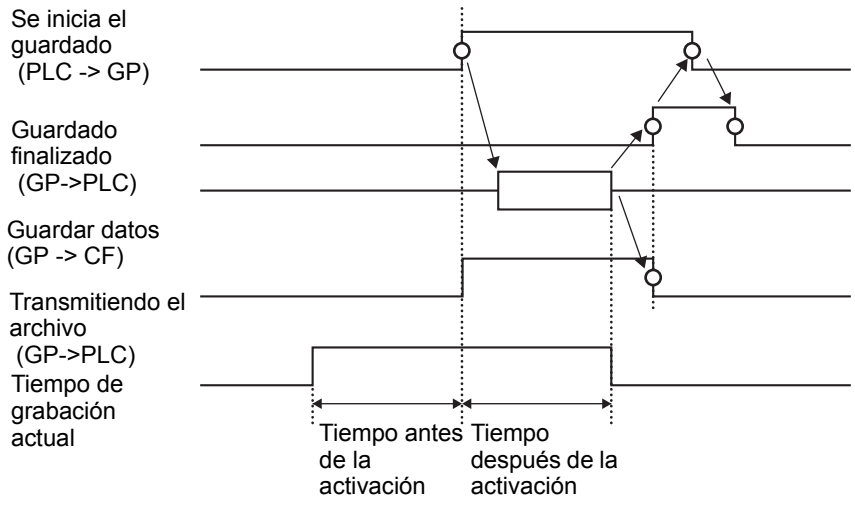 Se inicia el
guardado
(PLC -> GP)
Guardado
finalizado
(GP->PLC)
Guardar datos
(GP -> CF)
Transmitiendo el
archivo
(GP->PLC)
Tiempo de
grabación
actual
Tiempo antes
de la
activación
Tiempo
después de la
activación